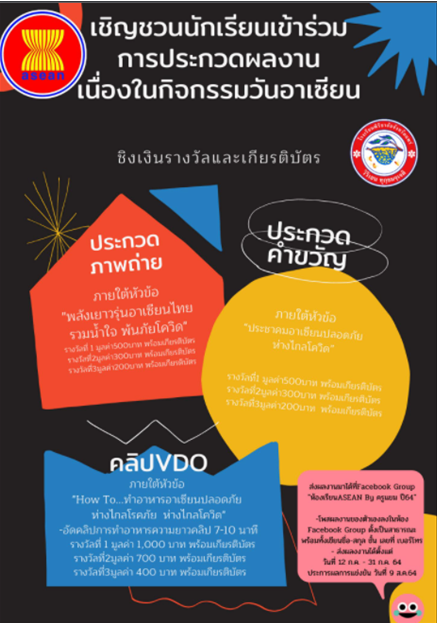 asean
เชิญชวนนักเรียนเข้าร่วม
การประกวดผลงาน
เนื่องในกิจกรรมวันอาเซียน
ชิงเงินรางวัลและเกียรติบัตร
ประกวด
ภาพถ่าย
ภายใต้หัวข้อ
"พลังเยาวรุ่นอาเซียนไทย
รวมน้ำใจ พ้นภัยโควิด"
รางวัลที่ 1 มูลค่า500บาท พร้อมเกียรติบัตร
รางวัลที่2มูลค่า300บาท พร้อมเกียรติบัตร
รางวัลที่3มูลค่า200บาท พร้อมเกียรติบัตร
ประกวด
คำขวัญ
ภายใต้หัวข้อ
"ประชาคมอาเซียนปลอดภัย
ห่างไกลโควิด"
รางวัลที่1 มูลค่า500บาท พร้อมเกียรติบัตร
รางวัลที่2มูลค่า300บาท พร้อมเกียรติบัตร
รางวัลที่3มูลค่า200บาท พร้อมเกียรติบัตร
คลิปVDO
ภายใต้หัวข้อ
"How To...ทำอาหารอาเซียนปลอดภัย
ห่างไกลโรคภัย ห่างไกลโควิด"
-อัดคลิปการทำอาหารความยาวคลิป 7-10 นาที
รางวัลที่ 1 มูลค่า 1,000 บาท พร้อมเกียรติบัตร
รางวัลที่2มูลค่า 700 บาท พร้อมเกียรติบัตร
รางวัลที่3มูลค่า 400 บาท พร้อมเกียรติบัตร
ส่งผลงานมาได้ที่Facebook Group
"ห้องเรียนASEAN By ครูนยน ปี64"
-โพสผลงานของตัวเองลงในห้อง
Facebook Group ตั้งเป็นสาธารณะ
พร้อมทั้งเขียนชื่อ-สกุล ชั้น เลขที่ เบอร์โทร
- ส่งผลงานได้ตั้งแต่
วันที่ 12 ก.ค. - 31 ก.ค. 64
ประกาศผลการแข่งขัน วันที่ 9 ส.ค.64